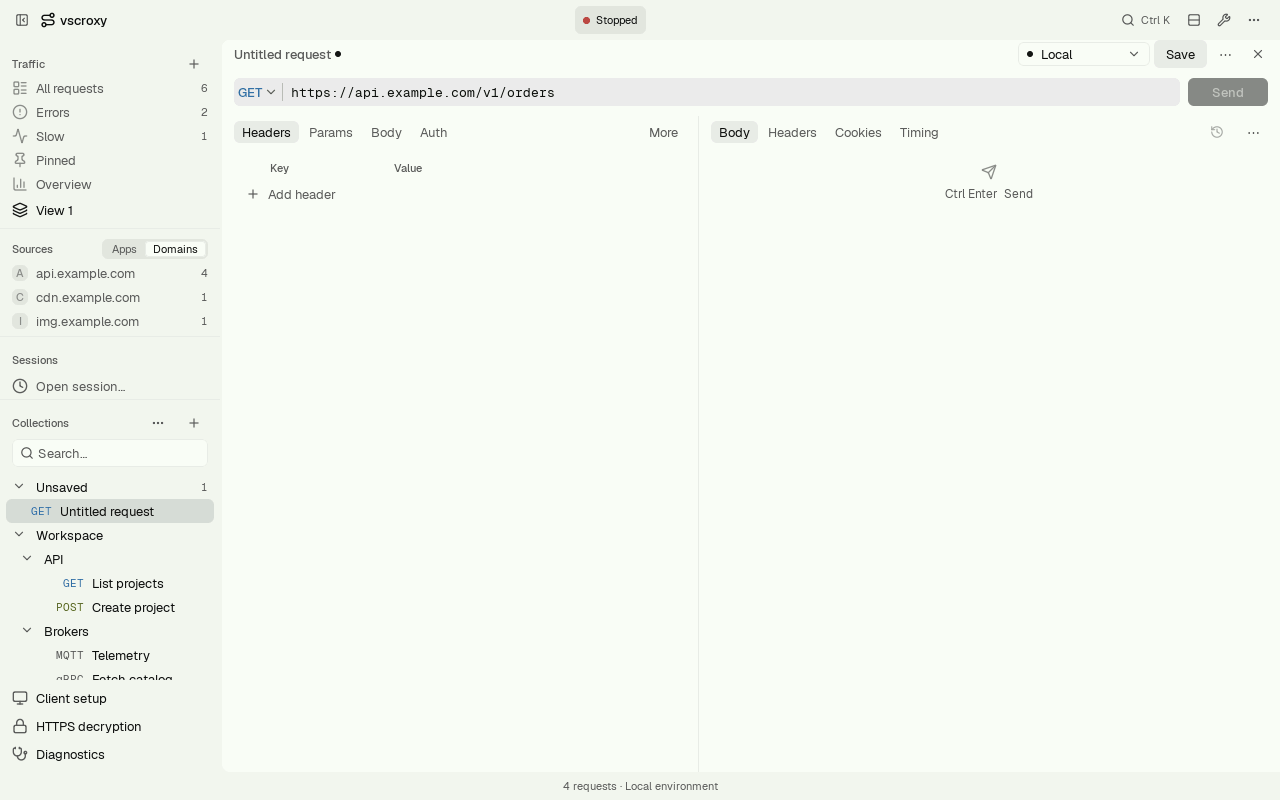 vscroxy
Stopped
Ctrl K
Traffic
All requests 6
Errors 2
Slow 1
Pinned
Overview
View 1
Sources Apps Domains
A api.example.com 4
C cdn.example.com 1
I img.example.com 1
Sessions
Open session…
Collections
Search…
Unsaved 1
GET Untitled request
Workspace
API
GET List projects
POST Create project
Brokers
MQTT Telemetry
gRPC Fetch catalog
Client setup
HTTPS decryption
Diagnostics
Untitled request
Local
Save
GET https://api.example.com/v1/orders
Send
Headers Params Body Auth More
Key Value
Add header
Body Headers Cookies Timing
Ctrl Enter Send
4 requests · Local environment